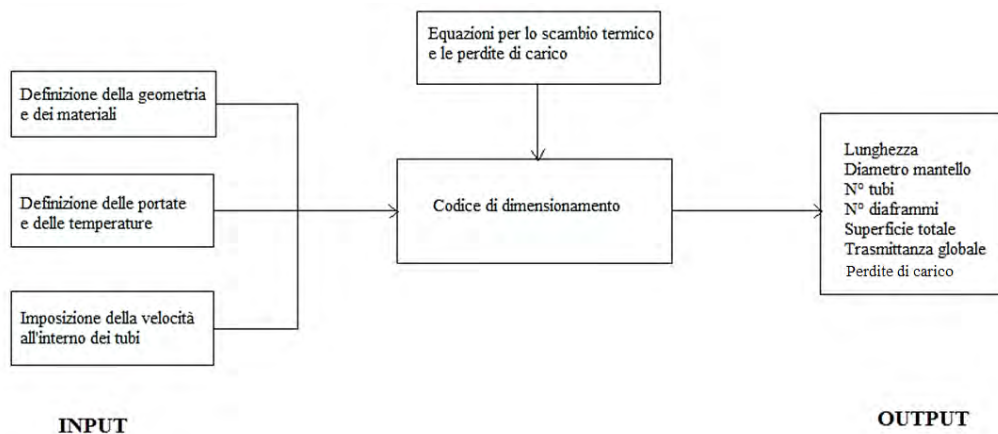 Equazioni per lo scambio termico
e le perdite di carico
Definizione della geometria
e dei materiali
Definizione delle portate
e delle temperature
Imposizione della velocità
all'interno dei tubi
Codice di dimensionamento
Lunghezza
Diametro mantello
N° tubi
N° diaframmi
Superficie totale
Trasmittanza globale
Perdite di carico
INPUT
OUTPUT